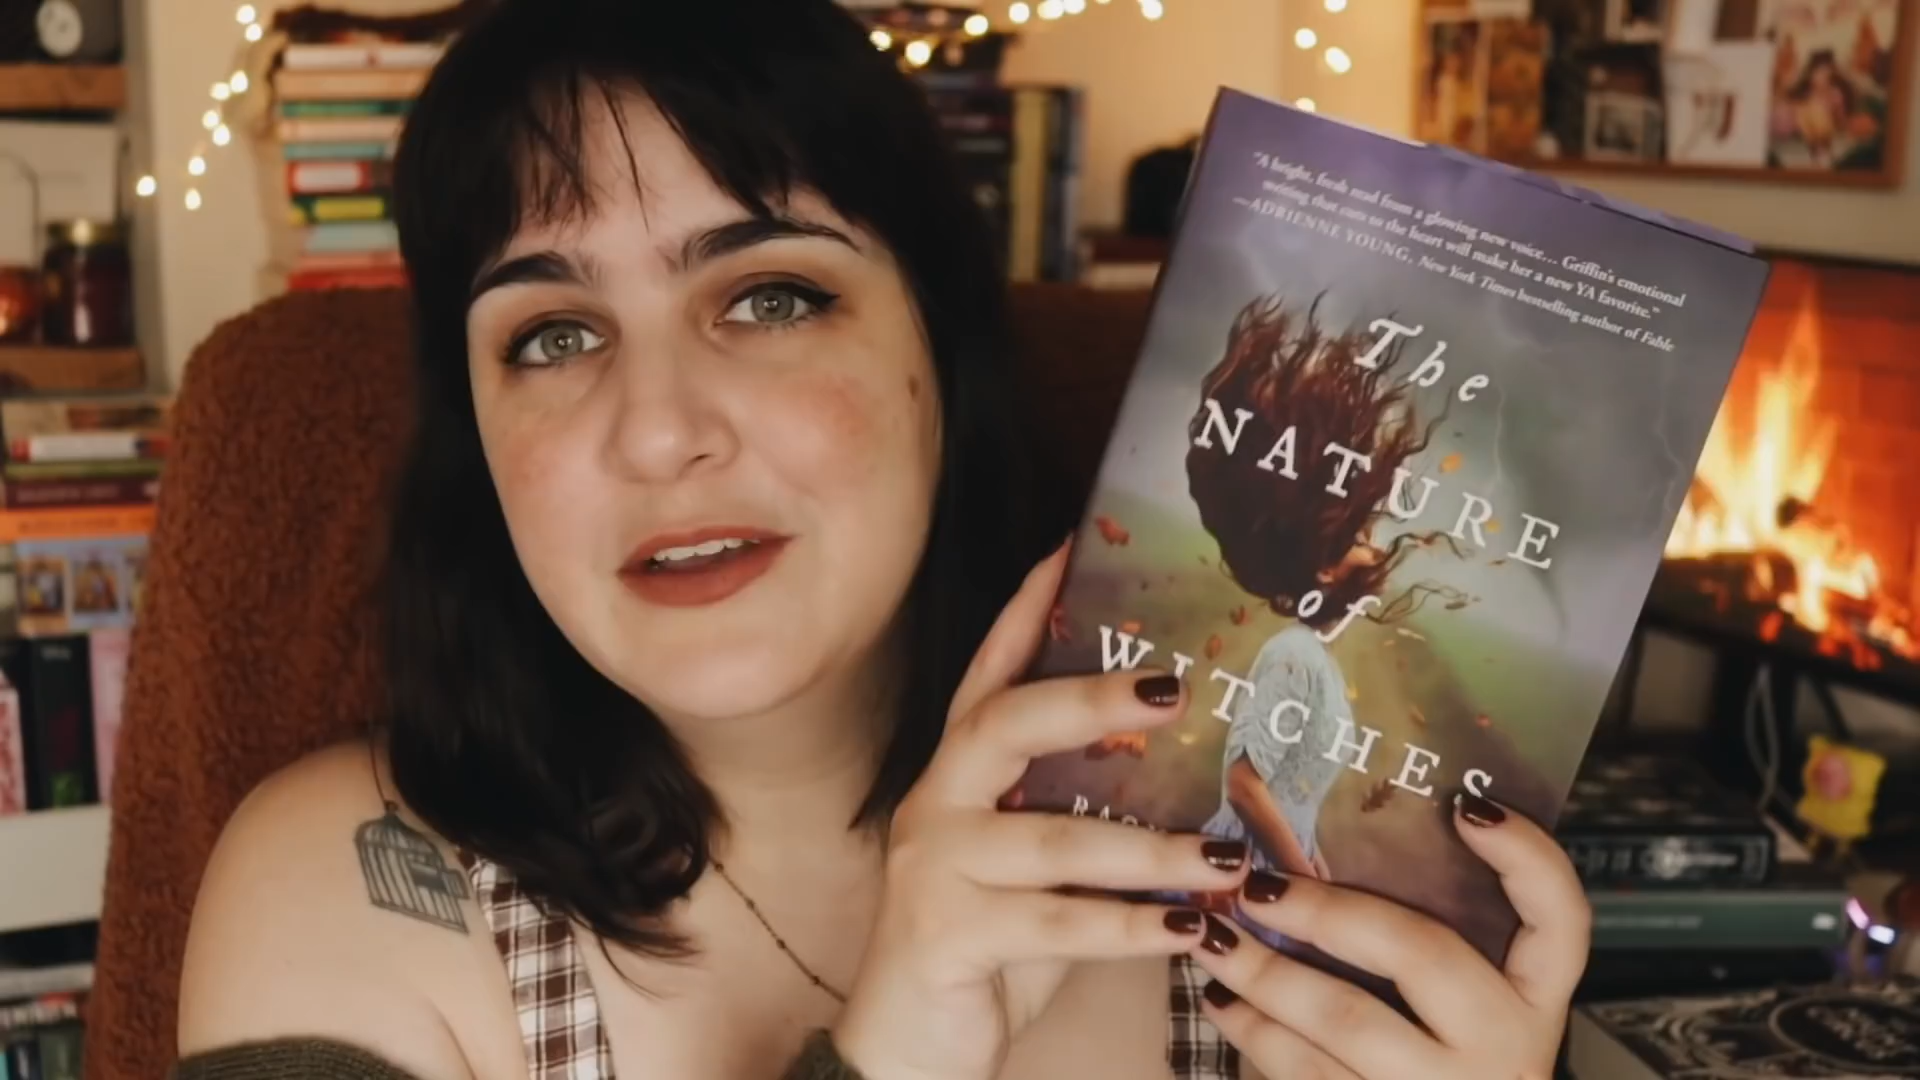 "A bright, fresh read from a glowing new voice... Griffin's emotional
writing that cuts to the heart will make her a new YA favorite."
—ADRIENNE YOUNG, New York Times bestselling author of Fable
The
NATURE
of
WITCHES